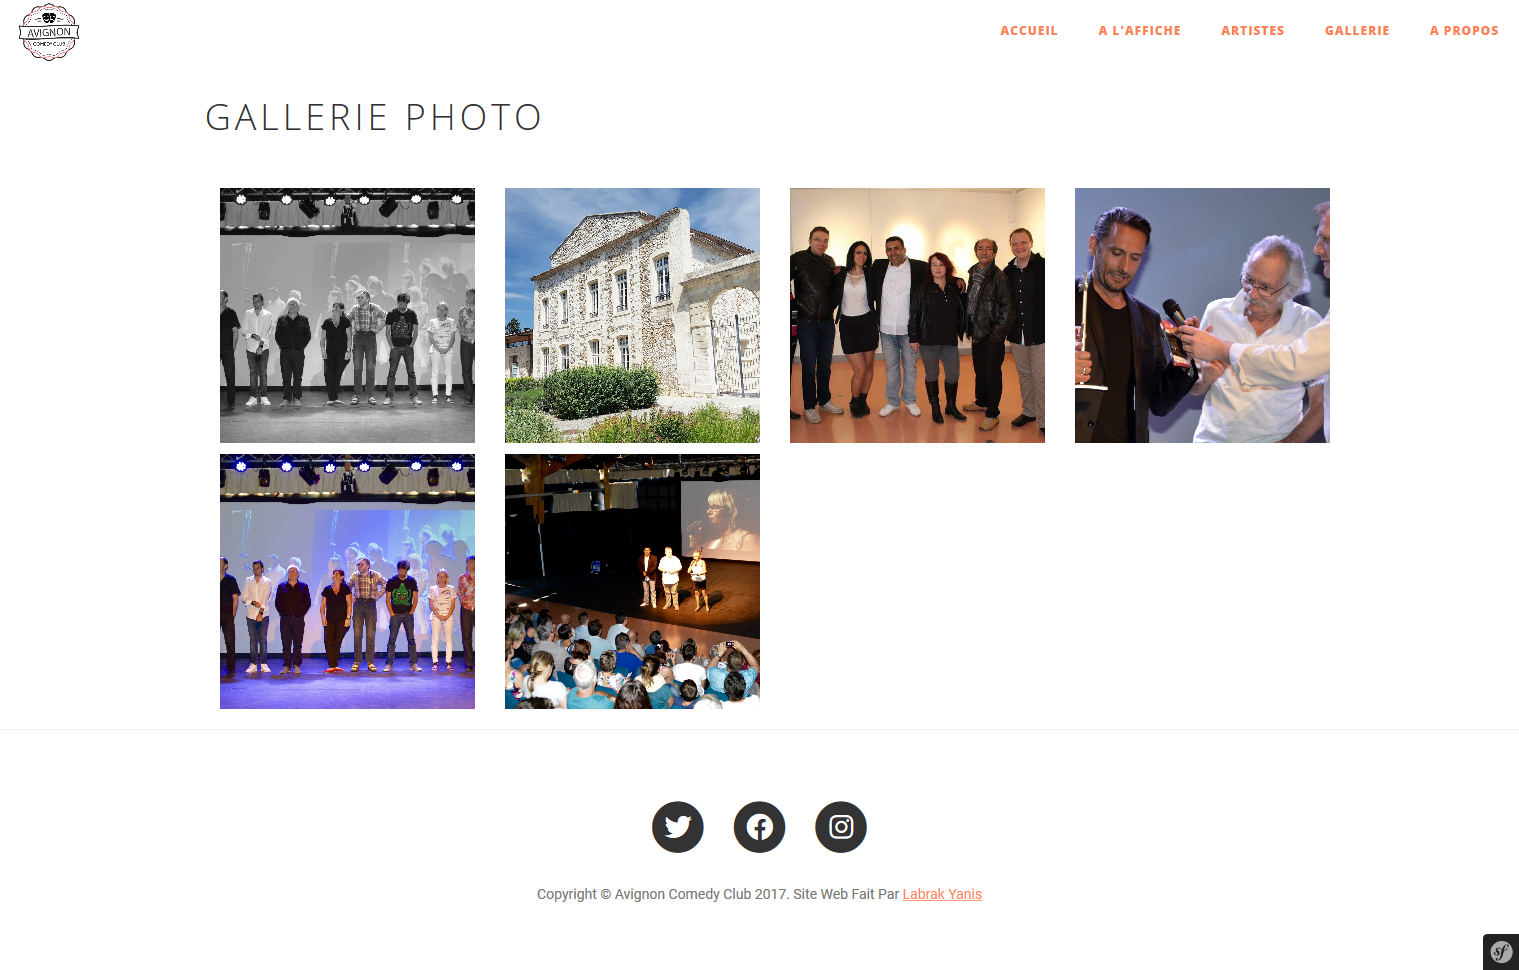 AVIGNON
COMEDY CLUB
ACCUEIL
A L'AFFICHE
ARTISTES
GALLERIE
A PROPOS
GALLERIE PHOTO
Copyright © Avignon Comedy Club 2017. Site Web Fait Par Labrak Yanis
sf